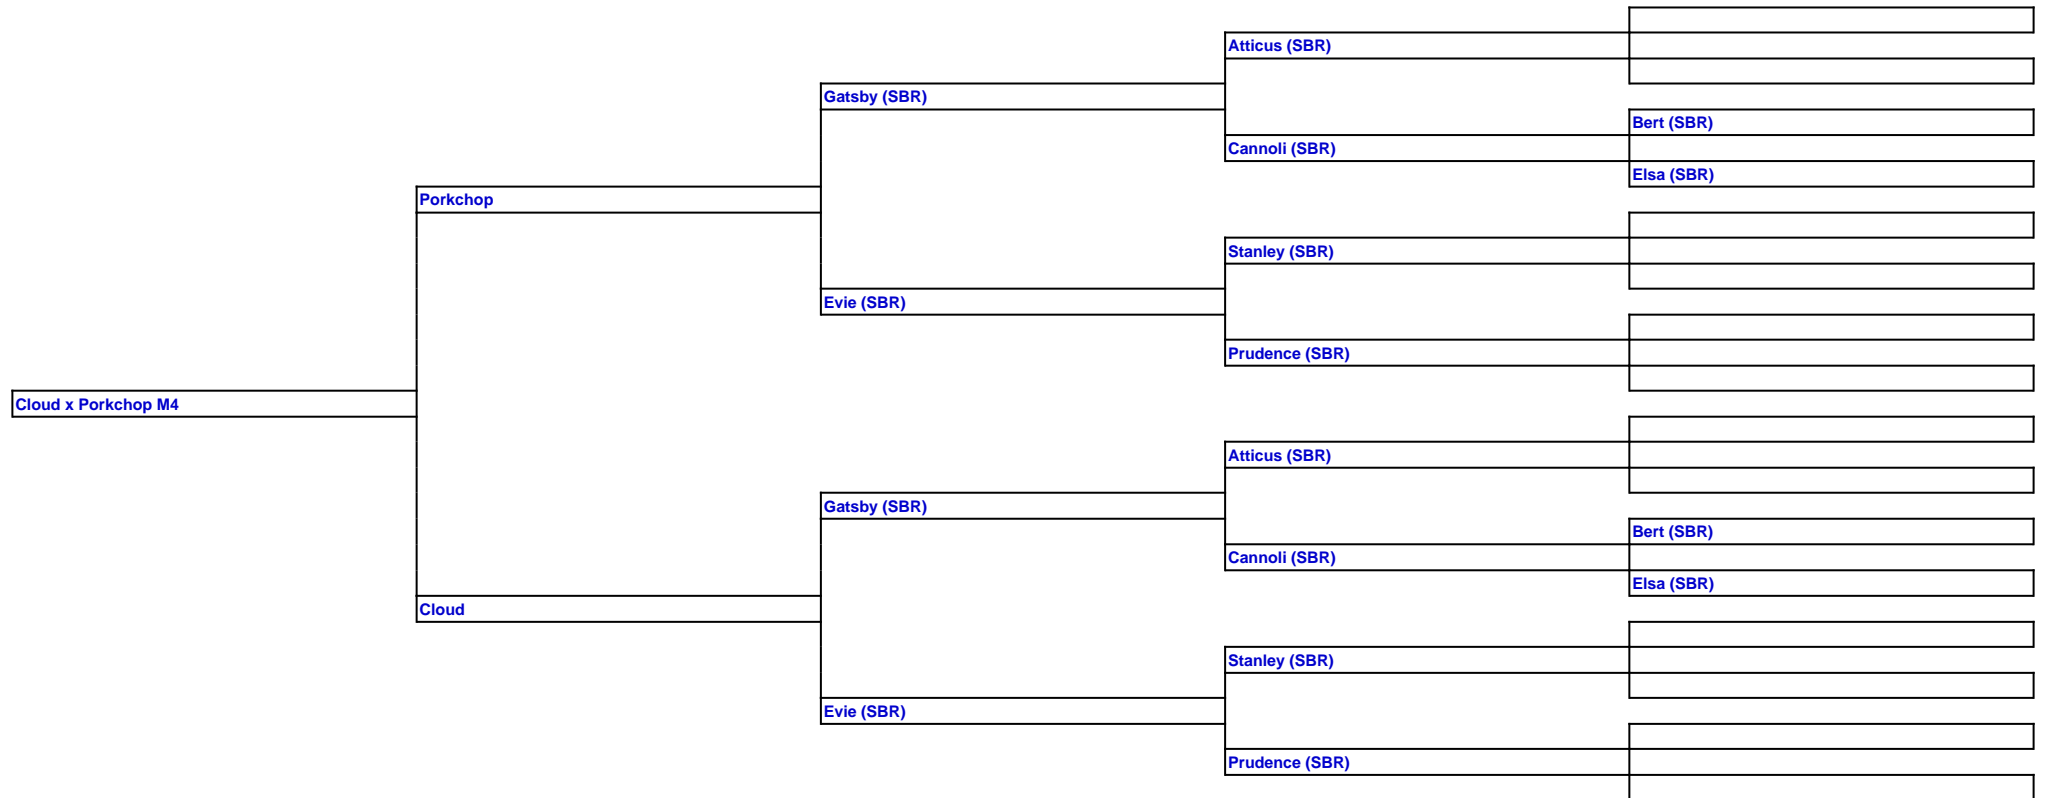 Atticus (SBR)
Gatsby (SBR)
Bert (SBR)
Cannoli (SBR)
Elsa (SBR)
Porkchop
Stanley (SBR)
Evie (SBR)
Prudence (SBR)
Cloud x Porkchop M4
Atticus (SBR)
Gatsby (SBR)
Bert (SBR)
Cannoli (SBR)
Elsa (SBR)
Cloud
Stanley (SBR)
Evie (SBR)
Prudence (SBR)